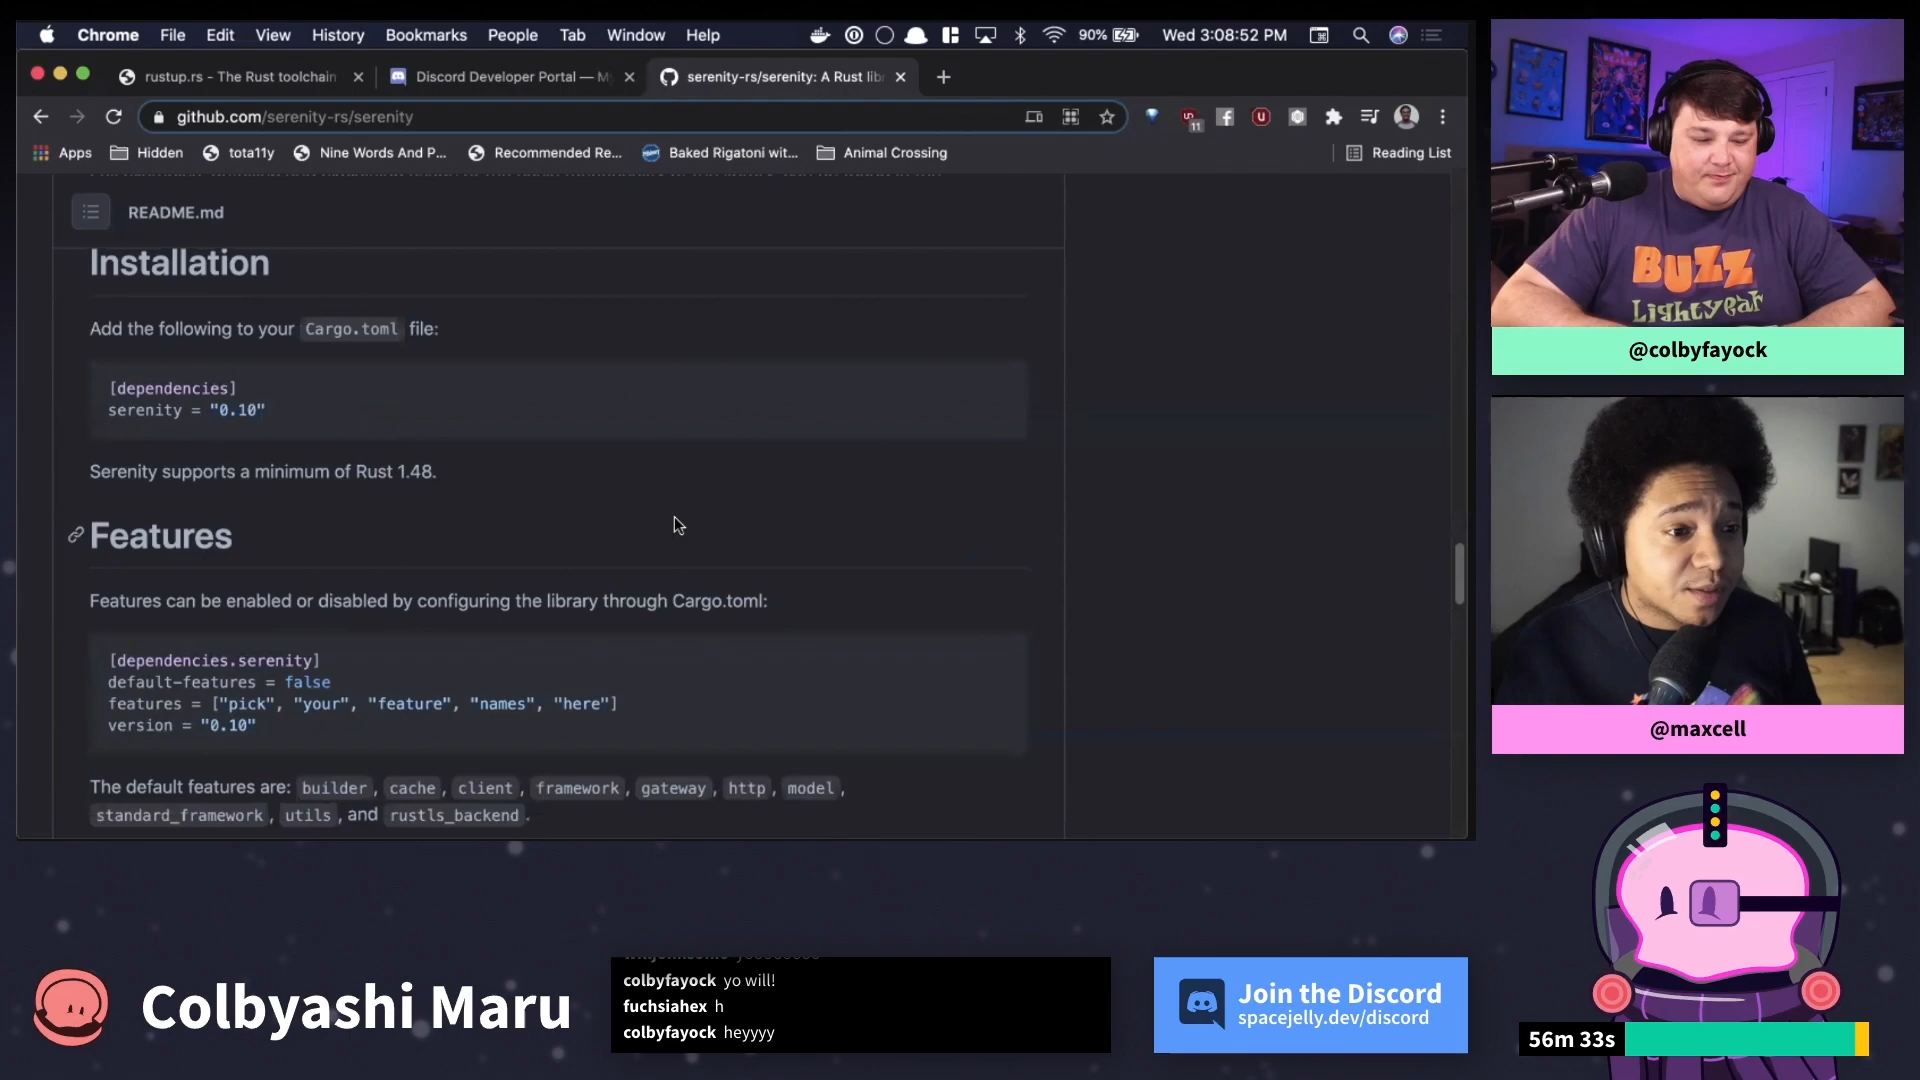 Chrome File Edit View History Bookmarks People Tab Window Help 90% Wed 3:08:52 PM
rustup.rs - The Rust toolchain
Discord Developer Portal — M
serenity-rs/serenity: A Rust lib
github.com/serenity-rs/serenity
11
Apps Hidden tota11y Nine Words And P... Recommended Re... Baked Rigatoni wit... Animal Crossing Reading List
README.md
Installation
Add the following to your Cargo.toml file:
[dependencies]
serenity = "0.10"
Serenity supports a minimum of Rust 1.48.
Features
Features can be enabled or disabled by configuring the library through Cargo.toml:
[dependencies.serenity]
default-features = false
features = ["pick", "your", "feature", "names", "here"]
version = "0.10"
The default features are: builder, cache, client, framework, gateway, http, model,
standard_framework, utils, and rustls_backend.
BUZZ
Lightyear
@colbyfayock
@maxcell
Colbyashi Maru
colbyfayock yo will!
fuchsiahex h
colbyfayock heyyyy
Join the Discord
spacejelly.dev/discord
56m 33s